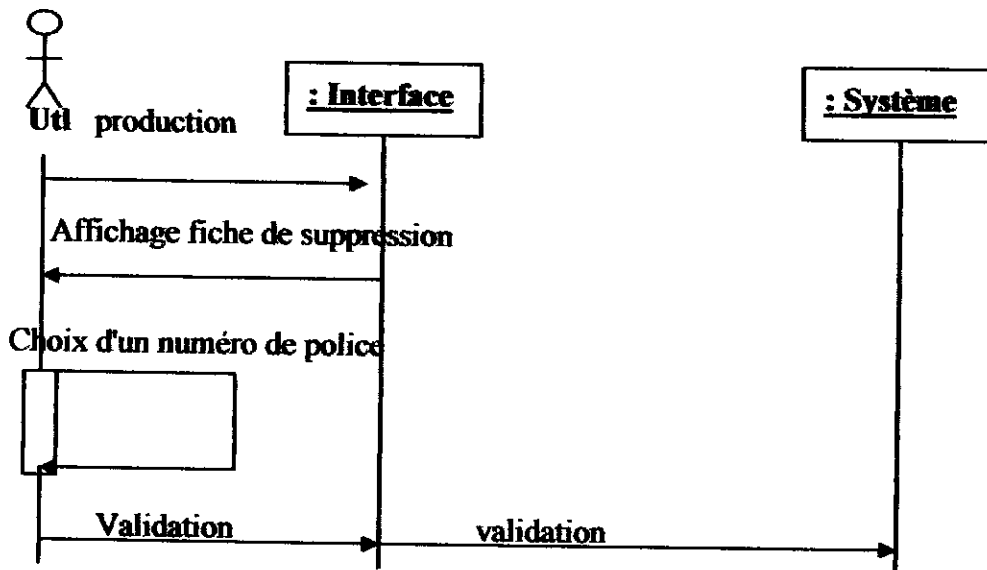 : Interface
: Système
Utl production
Affichage fiche de suppression
Choix d'un numéro de police
Validation
validation